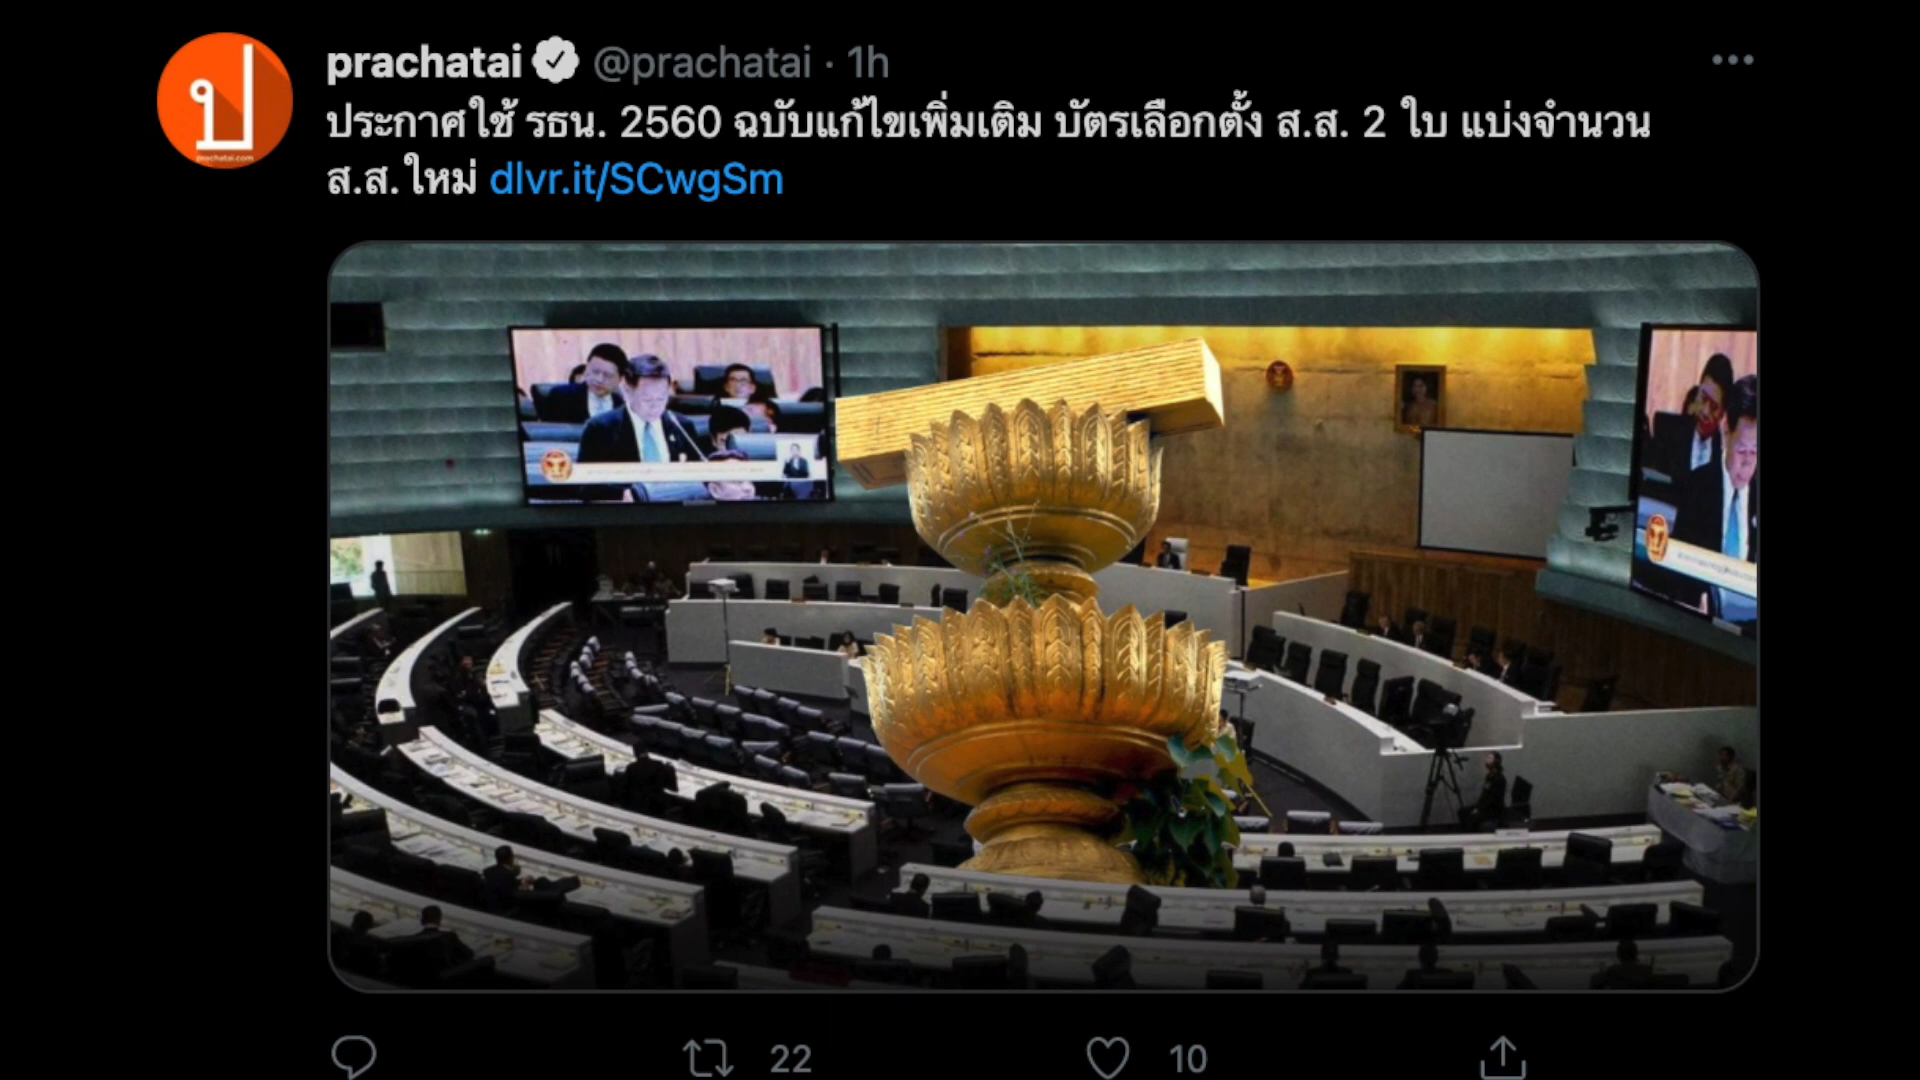 prachatai @prachatai · 1h
ประกาศใช้ รธน. 2560 ฉบับแก้ไขเพิ่มเติม บัตรเลือกตั้ง ส.ส. 2 ใบ แบ่งจำนวน
ส.ส.ใหม่ dlvr.it/SCwgSm
ป
prachatai.com
22
10